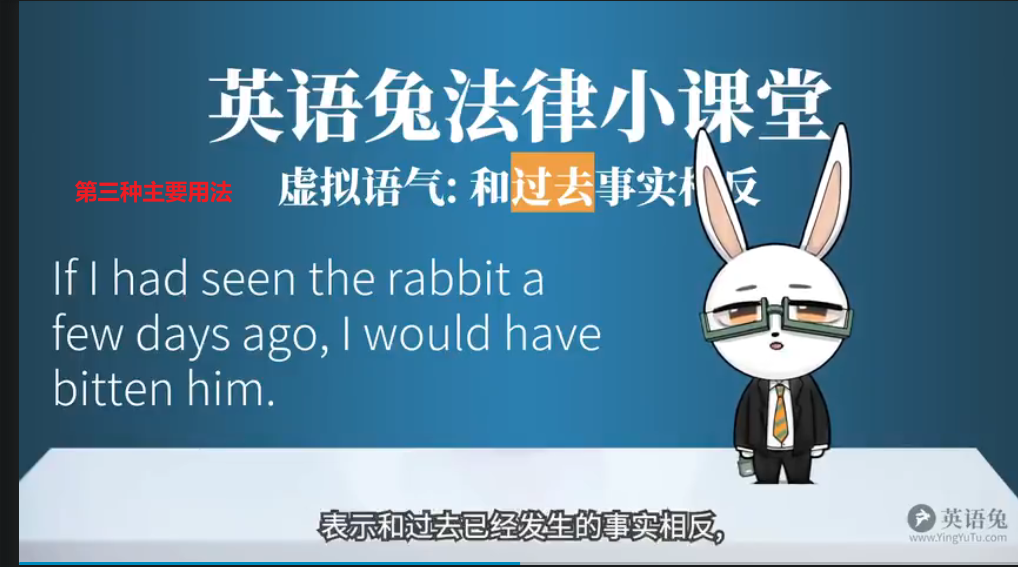 英语兔法律小课堂
第三种主要用法
虚拟语气: 和过去事实相反
If I had seen the rabbit a
few days ago, I would have
bitten him.
表示和过去已经发生的事实相反,
英语兔
www.YingYuTu.com